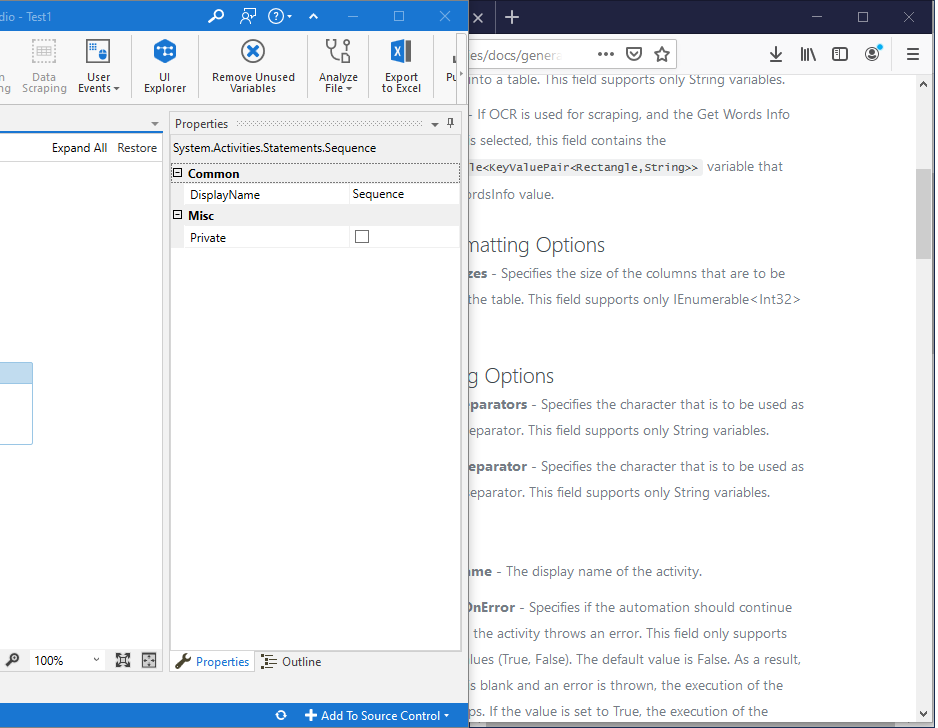 dio - Test1
Data Scraping
User Events
UI Explorer
Remove Unused Variables
Analyze File
Export to Excel
Pu
Expand All Restore
Properties
System.Activities.Statements.Sequence
Common
DisplayName Sequence
Misc
Private
100%
Properties
Outline
Add To Source Control
es/docs/genera
into a table. This field supports only String variables.
- If OCR is used for scraping, and the Get Words Info
s selected, this field contains the
le<KeyValuePair<Rectangle,String>> variable that
ordsInfo value.
matting Options
zes - Specifies the size of the columns that are to be
the table. This field supports only IEnumerable<Int32>
g Options
parators - Specifies the character that is to be used as
eparator. This field supports only String variables.
eparator - Specifies the character that is to be used as
eparator. This field supports only String variables.
ame - The display name of the activity.
OnError - Specifies if the automation should continue
the activity throws an error. This field only supports
alues (True, False). The default value is False. As a result,
s blank and an error is thrown, the execution of the
ps. If the value is set to True, the execution of the